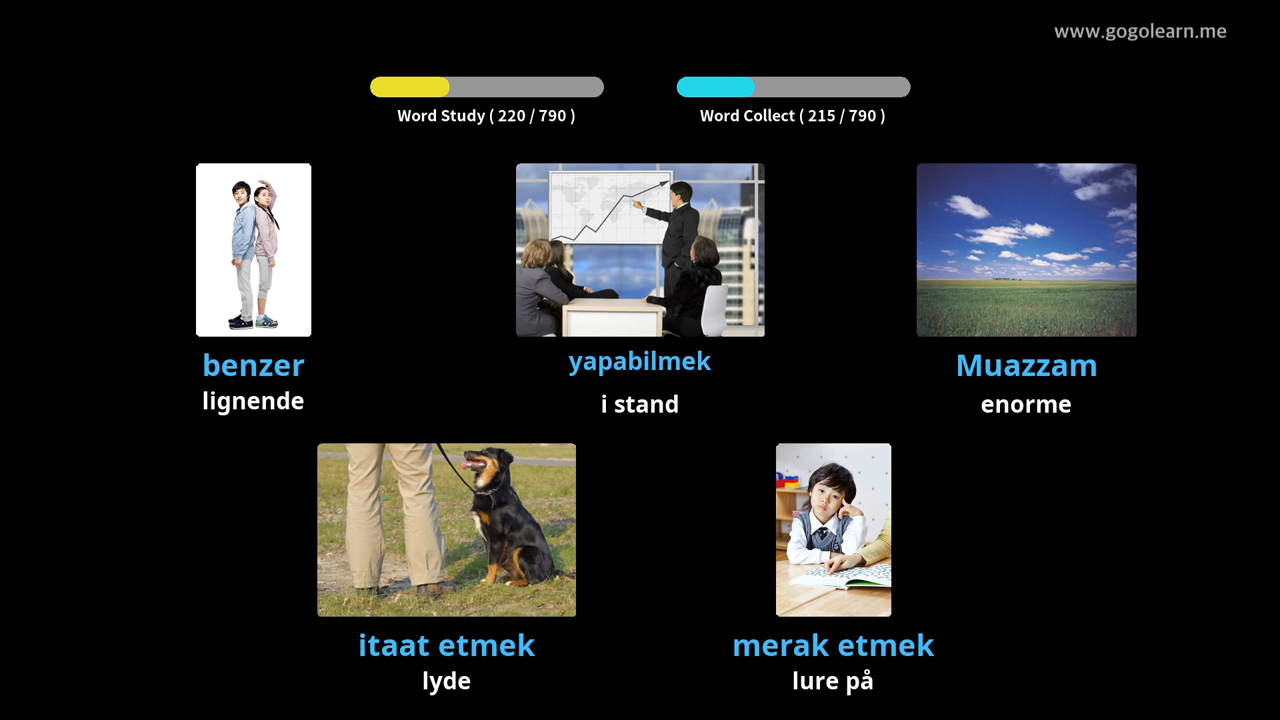 www.gogolearn.me
Word Study ( 220 / 790 )
Word Collect ( 215 / 790 )
benzer
lignende
yapabilmek
i stand
Muazzam
enorme
itaat etmek
lyde
merak etmek
lure på